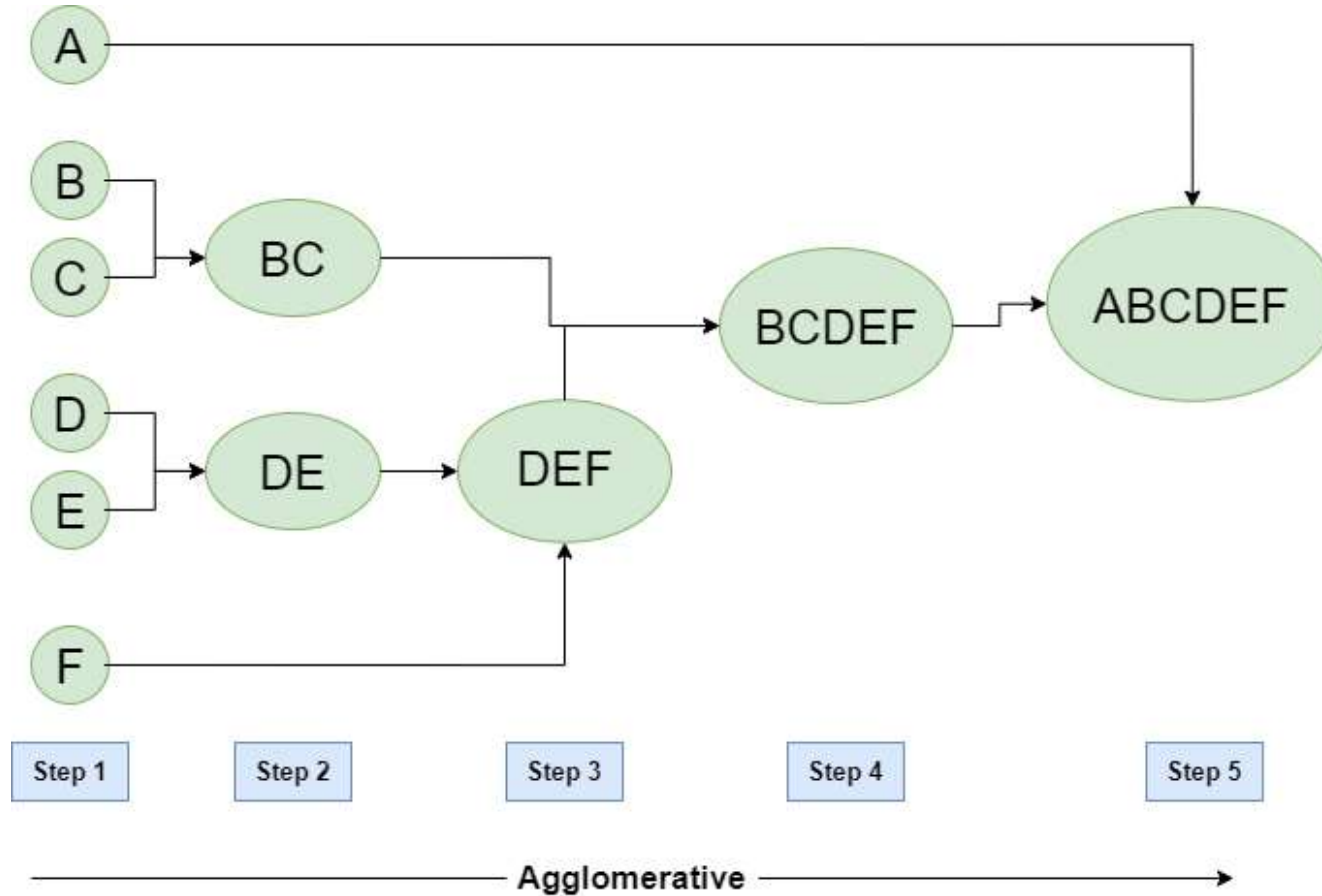 A
B
C
BC
D
E
DE
DEF
F
BCDEF
ABCDEF
Step 1
Step 2
Step 3
Step 4
Step 5
Agglomerative